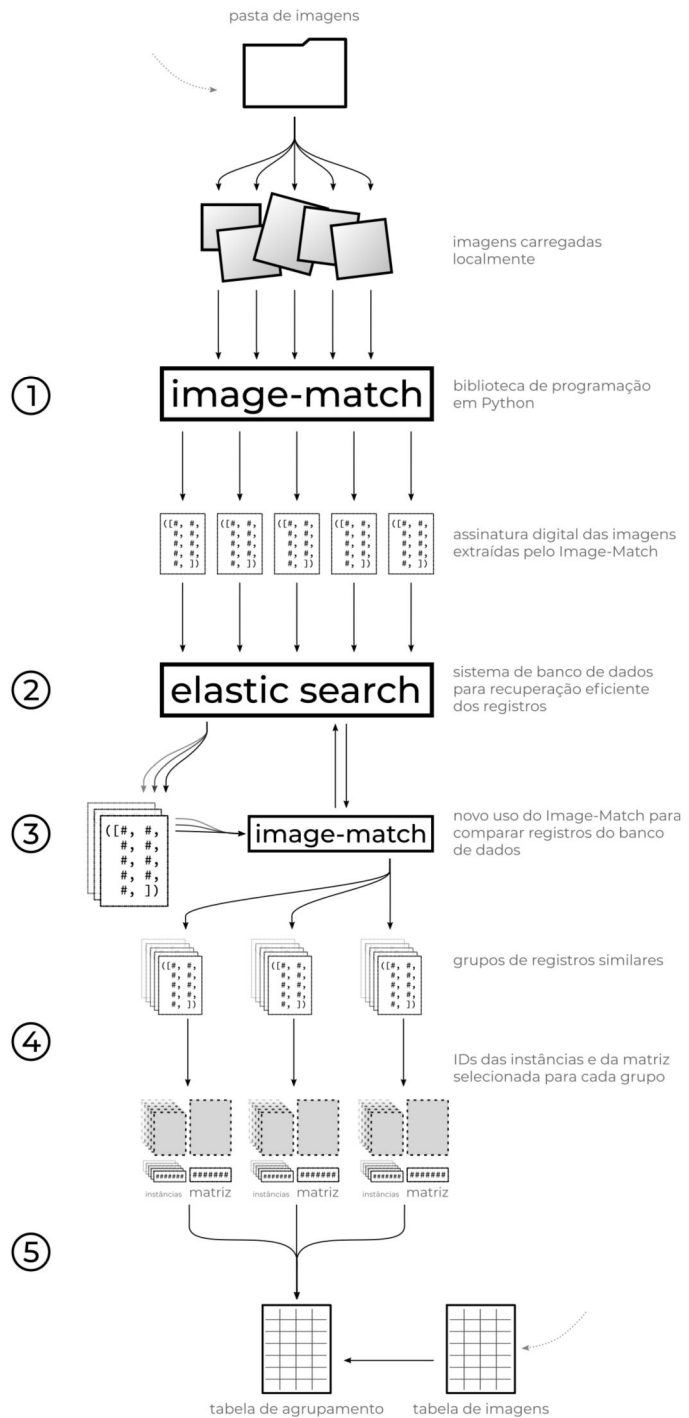 pasta de imagens
imagens carregadas
localmente
1
image-match
biblioteca de programação
em Python
([#, #,
#, #,
#, #,
#, #,
#, ])
([#, #,
#, #,
#, #,
#, #,
#, ])
([#, #,
#, #,
#, #,
#, #,
#, ])
([#, #,
#, #,
#, #,
#, #,
#, ])
([#, #,
#, #,
#, #,
#, #,
#, ])
assinatura digital das imagens
extraídas pelo Image-Match
2
elastic search
sistema de banco de dados
para recuperação eficiente
dos registros
3
([#, #,
#, #,
#, #,
#, #,
#, ])
image-match
novo uso do Image-Match para
comparar registros do banco
de dados
([#, #,
#, #,
#, #,
#, #,
#, ])
([#, #,
#, #,
#, #,
#, #,
#, ])
([#, #,
#, #,
#, #,
#, #,
#, ])
grupos de registros similares
4
IDs das instâncias e da matriz
selecionada para cada grupo
####### #######
####### #######
####### #######
instâncias matriz
instâncias matriz
instâncias matriz
5
tabela de agrupamento
tabela de imagens